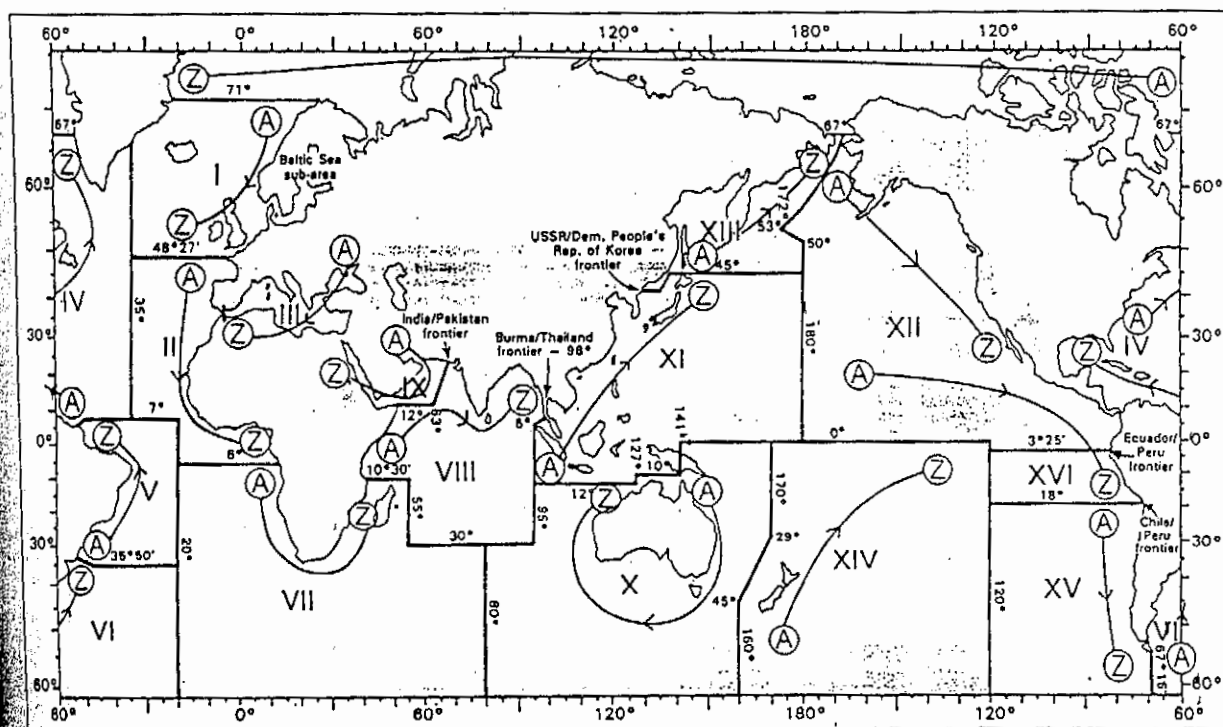 60° 0° 60° 120° 180° 120° 60°
Z A
71°
67° A 67° 67°
Z I Baltic Sea
sub-area
Z A
60° 60°
Z 172° 53° XIII 50°
48°27'
USSR/Dem. People's
Rep. of Korea
frontier
A 45°
A A
IV 35° II III Z
India/Pakistan
frontier
Burma/Thailand
frontier – 98°
Z XI 180° XII Z
30° 30°
A IV Z
A Z IX A
A 7° 12° 63° Z 6°
0° Z Z A VIII A 127° 141° 0° 3°25' 0°
Ecuador/
Peru
frontier
6° 10°30' 10° 12° Z A Z
V A Z 55° 95° 170° XVI Z
18°
Chile/
Peru
frontier
A 35°50' 20° 30° 29° A
30° 30°
Z VI VII 80° X 45° 160° XIV A 120° XV Z VI 67°16' A
60° 60°
60° 0° 60° 120° 180° 120° 60°